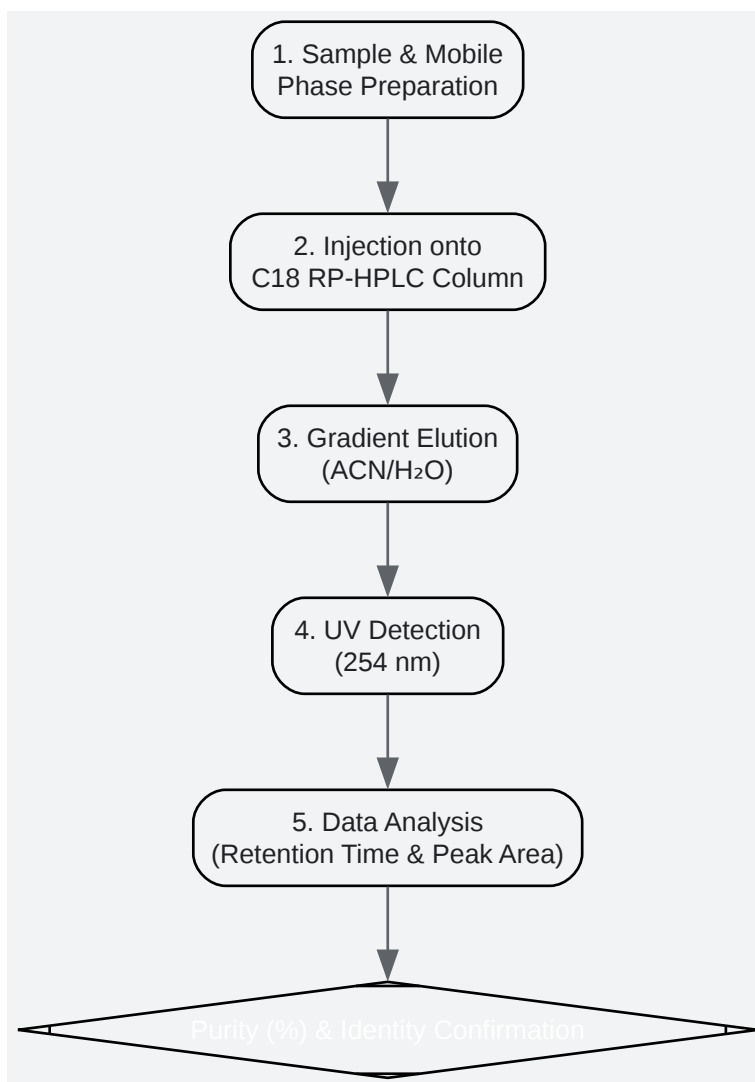 1. Sample & Mobile
Phase Preparation
2. Injection onto
C18 RP-HPLC Column
3. Gradient Elution
(ACN/H₂O)
4. UV Detection
(254 nm)
5. Data Analysis
(Retention Time & Peak Area)
Purity (%) & Identity Confirmation